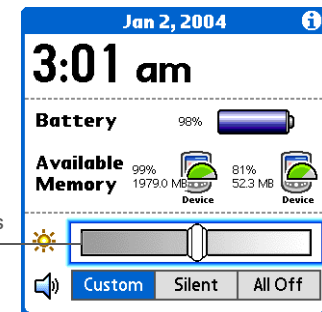 Jan 2, 2004
3:01 am
Battery 98%
Available Memory
99% 1979.0 MB
81% 52.3 MB
Device Device
Custom Silent All Off